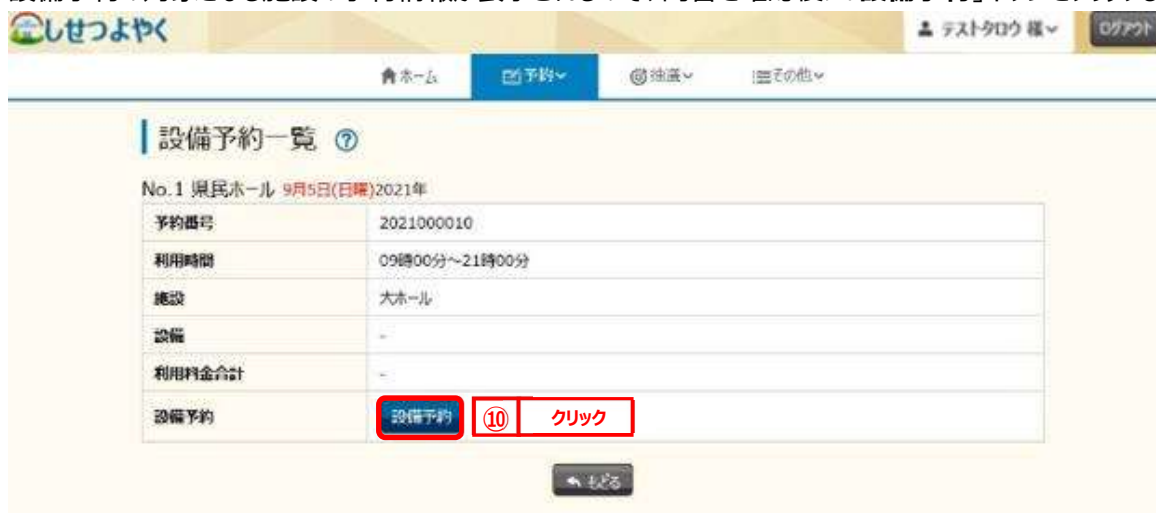 しせつよやく
テストタロウ 様
ログアウト
ホーム
予約
抽選
その他
設備予約一覧 ?
No.1 県民ホール 9月5日(日曜)2021年
予約番号 2021000010
利用時間 09時00分～21時00分
施設 大ホール
設備 -
利用料金合計 -
設備予約 設備予約 ⑩ クリック
もどる